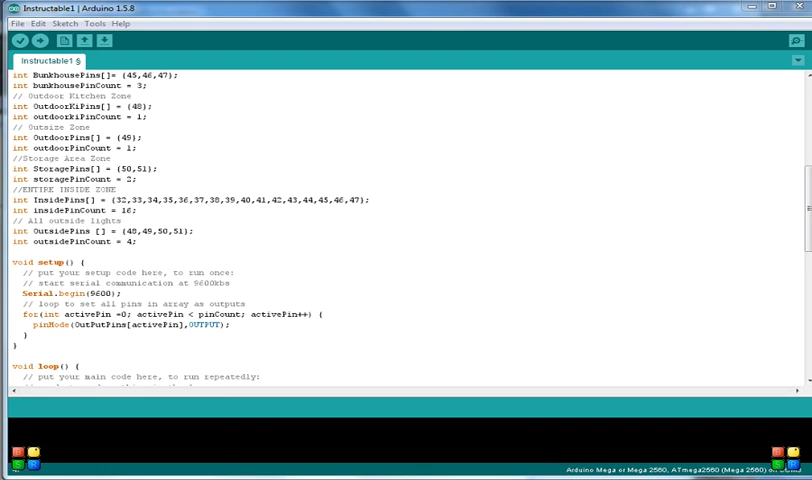 Instructable1 | Arduino 1.5.8
File Edit Sketch Tools Help
Instructable1 §
int BunkhousePins[]= {45,46,47};
int bunkhousePinCount = 3;
// Outdoor Kitchen Zone
int OutdoorKiPins[] = {48};
int outdoorkiPinCount = 1;
// Outsize Zone
int OutdoorPins[] = {49};
int outdoorPinCount = 1;
//Storage Area Zone
int StoragePins[] = {50,51};
int storagePinCount = 2;
//ENTIRE INSIDE ZONE
int InsidePins[] = {32,33,34,35,36,37,38,39,40,41,42,43,44,45,46,47};
int insidePinCount = 16;
// All outside lights
int OutsidePins [] = {48,49,50,51};
int outsidePinCount = 4;
void setup() {
// put your setup code here, to run once:
// start serial communication at 9600kbs
Serial.begin(9600);
// loop to set all pins in array as outputs
for(int activePin =0; activePin < pinCount; activePin++) {
pinMode(OutPutPins[activePin],OUTPUT);
}
}
void loop() {
// put your main code here, to run repeatedly:
B
S R
B
S R
Arduino Mega or Mega 2560, ATmega2560 (Mega 2560) on